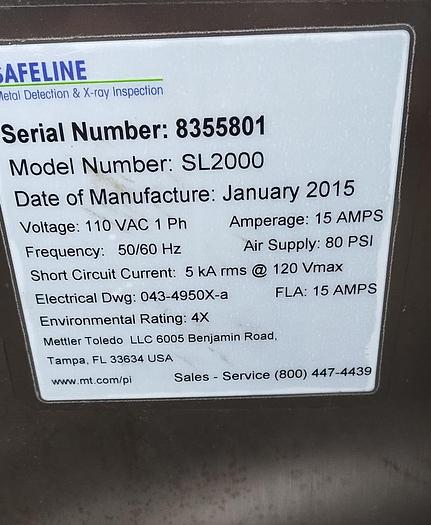 SAFELINE
Metal Detection & X-ray Inspection
Serial Number: 8355801
Model Number: SL2000
Date of Manufacture: January 2015
Voltage: 110 VAC 1 Ph Amperage: 15 AMPS
Frequency: 50/60 Hz Air Supply: 80 PSI
Short Circuit Current: 5 kA rms @ 120 Vmax
Electrical Dwg: 043-4950X-a FLA: 15 AMPS
Environmental Rating: 4X
Mettler Toledo LLC 6005 Benjamin Road,
Tampa, FL 33634 USA
www.mt.com/pi Sales - Service (800) 447-4439